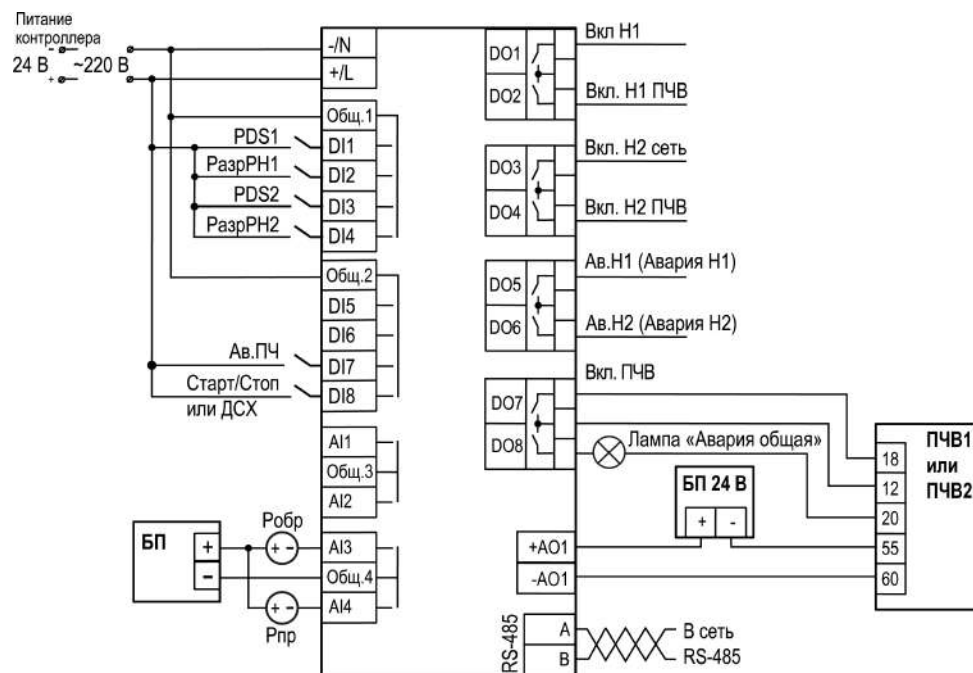 Питание
контроллера
24 В
~220 В
-
+
-/N
+/L
Общ.1
PDS1
DI1
РазрРН1
DI2
PDS2
DI3
РазрРН2
DI4
Общ.2
DI5
DI6
Ав.ПЧ
DI7
Старт/Стоп
или ДСХ
DI8
AI1
Общ.3
AI2
БП
+
−
Pобр
+ -
AI3
Общ.4
+ -
AI4
Pпр
DO1
DO2
Вкл Н1
Вкл. Н1 ПЧВ
DO3
DO4
Вкл. Н2 сеть
Вкл. Н2 ПЧВ
DO5
DO6
Ав.Н1 (Авария Н1)
Ав.Н2 (Авария Н2)
DO7
DO8
Вкл. ПЧВ
Лампа «Авария общая»
БП 24 В
+ -
+AO1
-AO1
18
12
20
55
60
ПЧВ1
или
ПЧВ2
RS-485
A
B
В сеть
RS-485